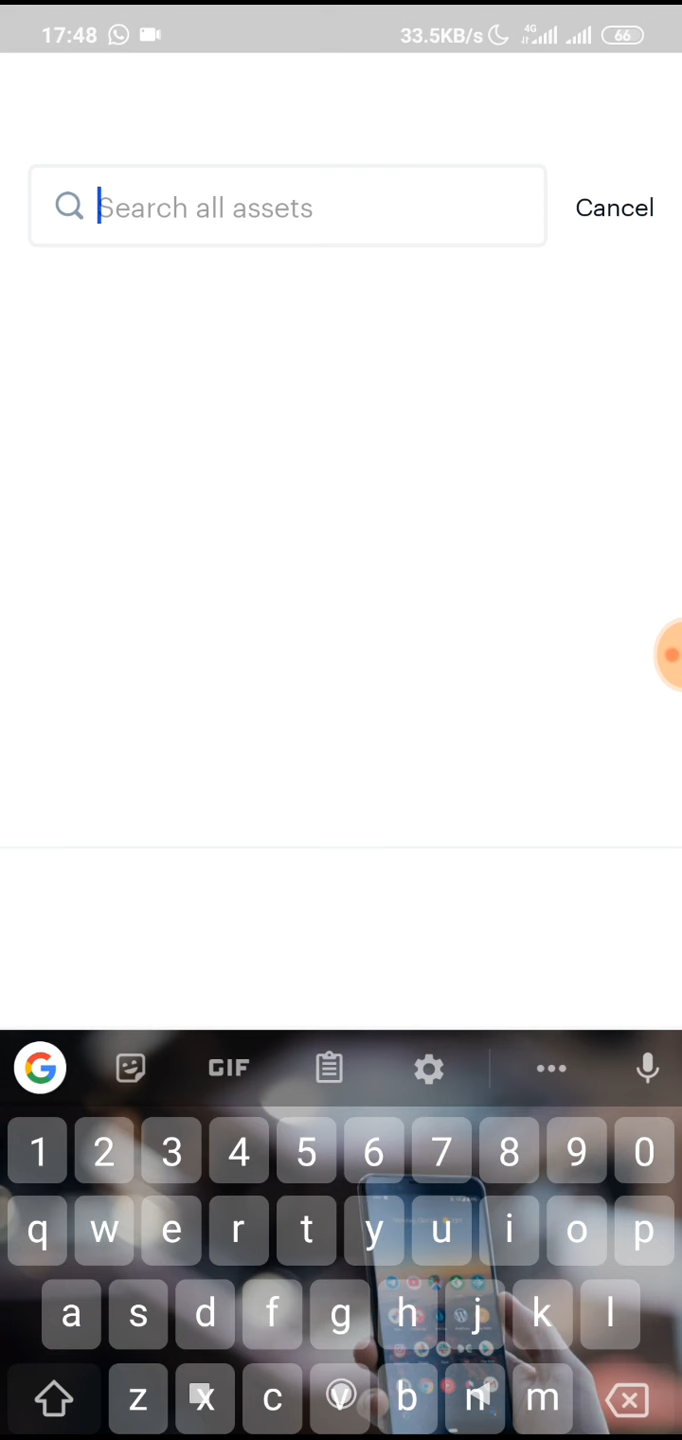 17:48 33.5KB/s 4G 66
Search all assets Cancel
GIF
1 2 3 4 5 6 7 8 9 0
q w e r t y u i o p
a s d f g h j k l
z x c v b n m